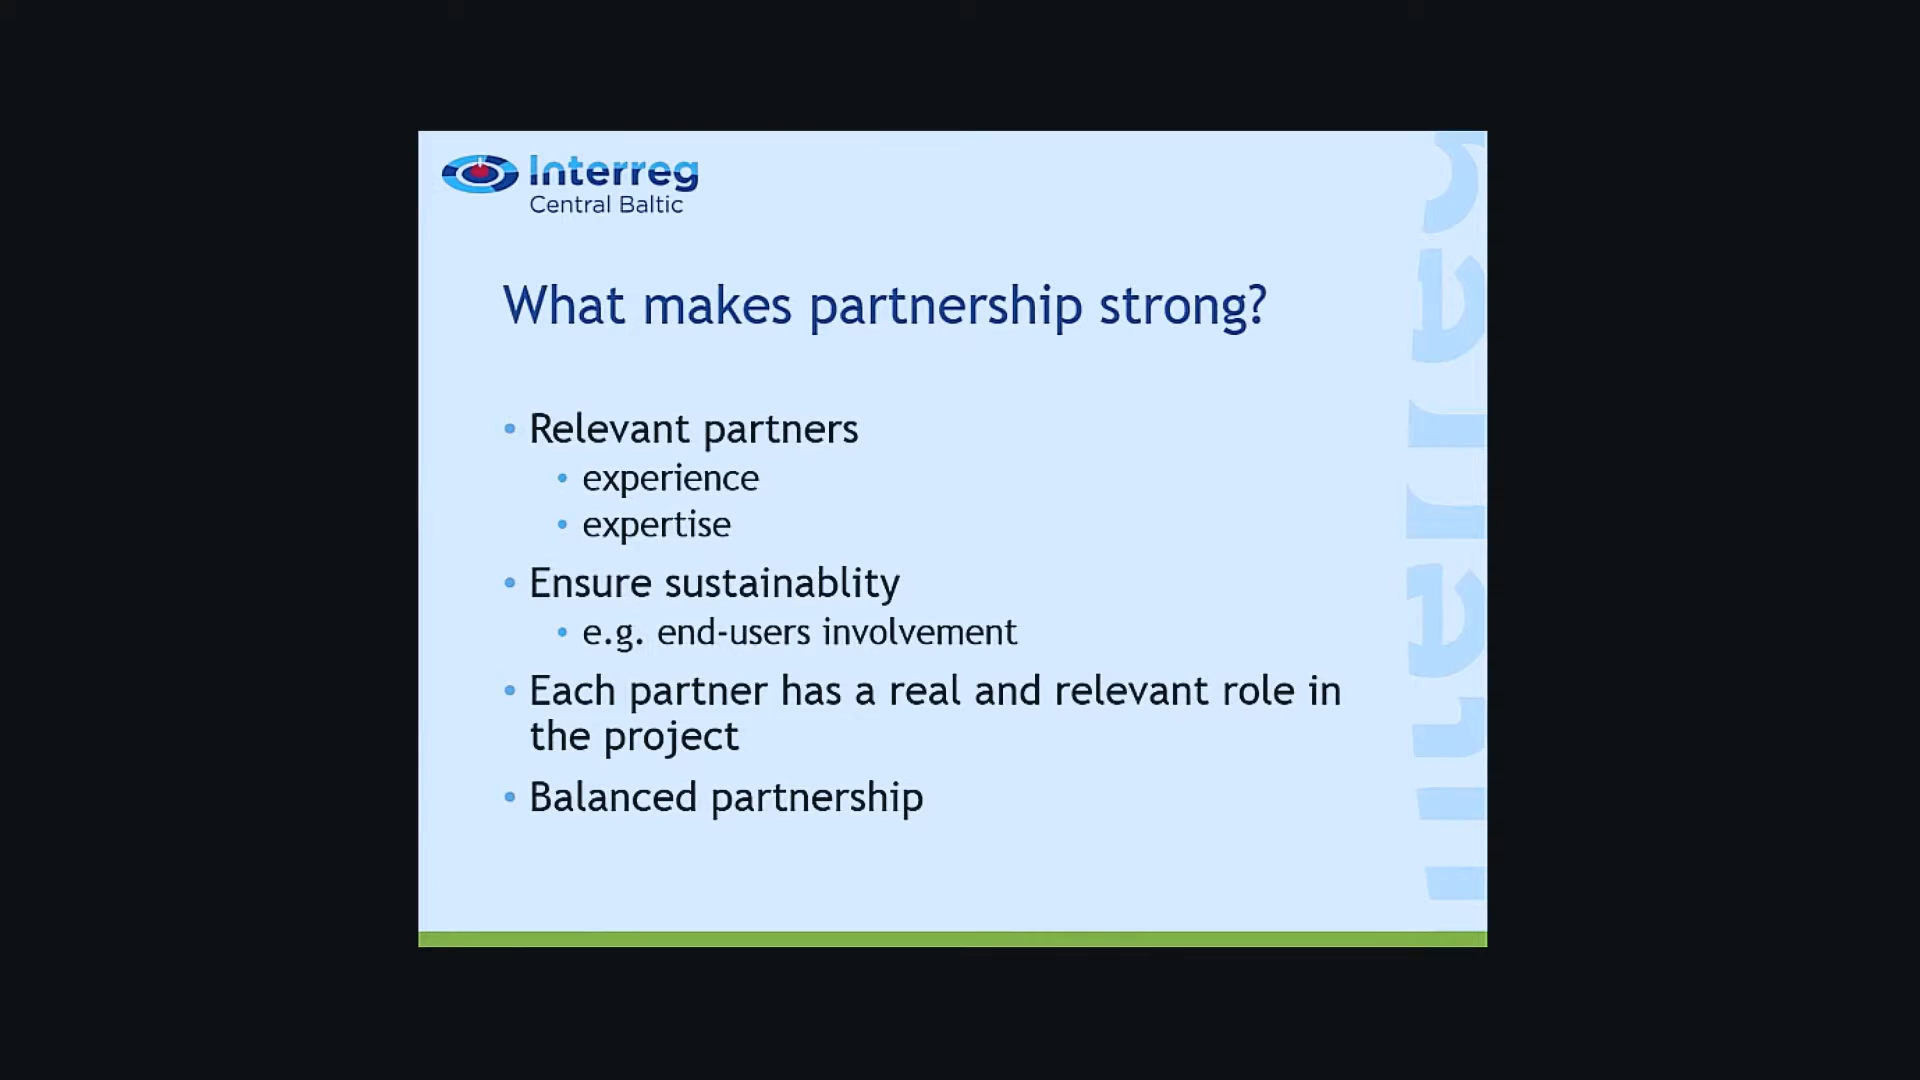 Interreg
Central Baltic
What makes partnership strong?
• Relevant partners
• experience
• expertise
• Ensure sustainablity
• e.g. end-users involvement
• Each partner has a real and relevant role in
the project
• Balanced partnership
Interreg